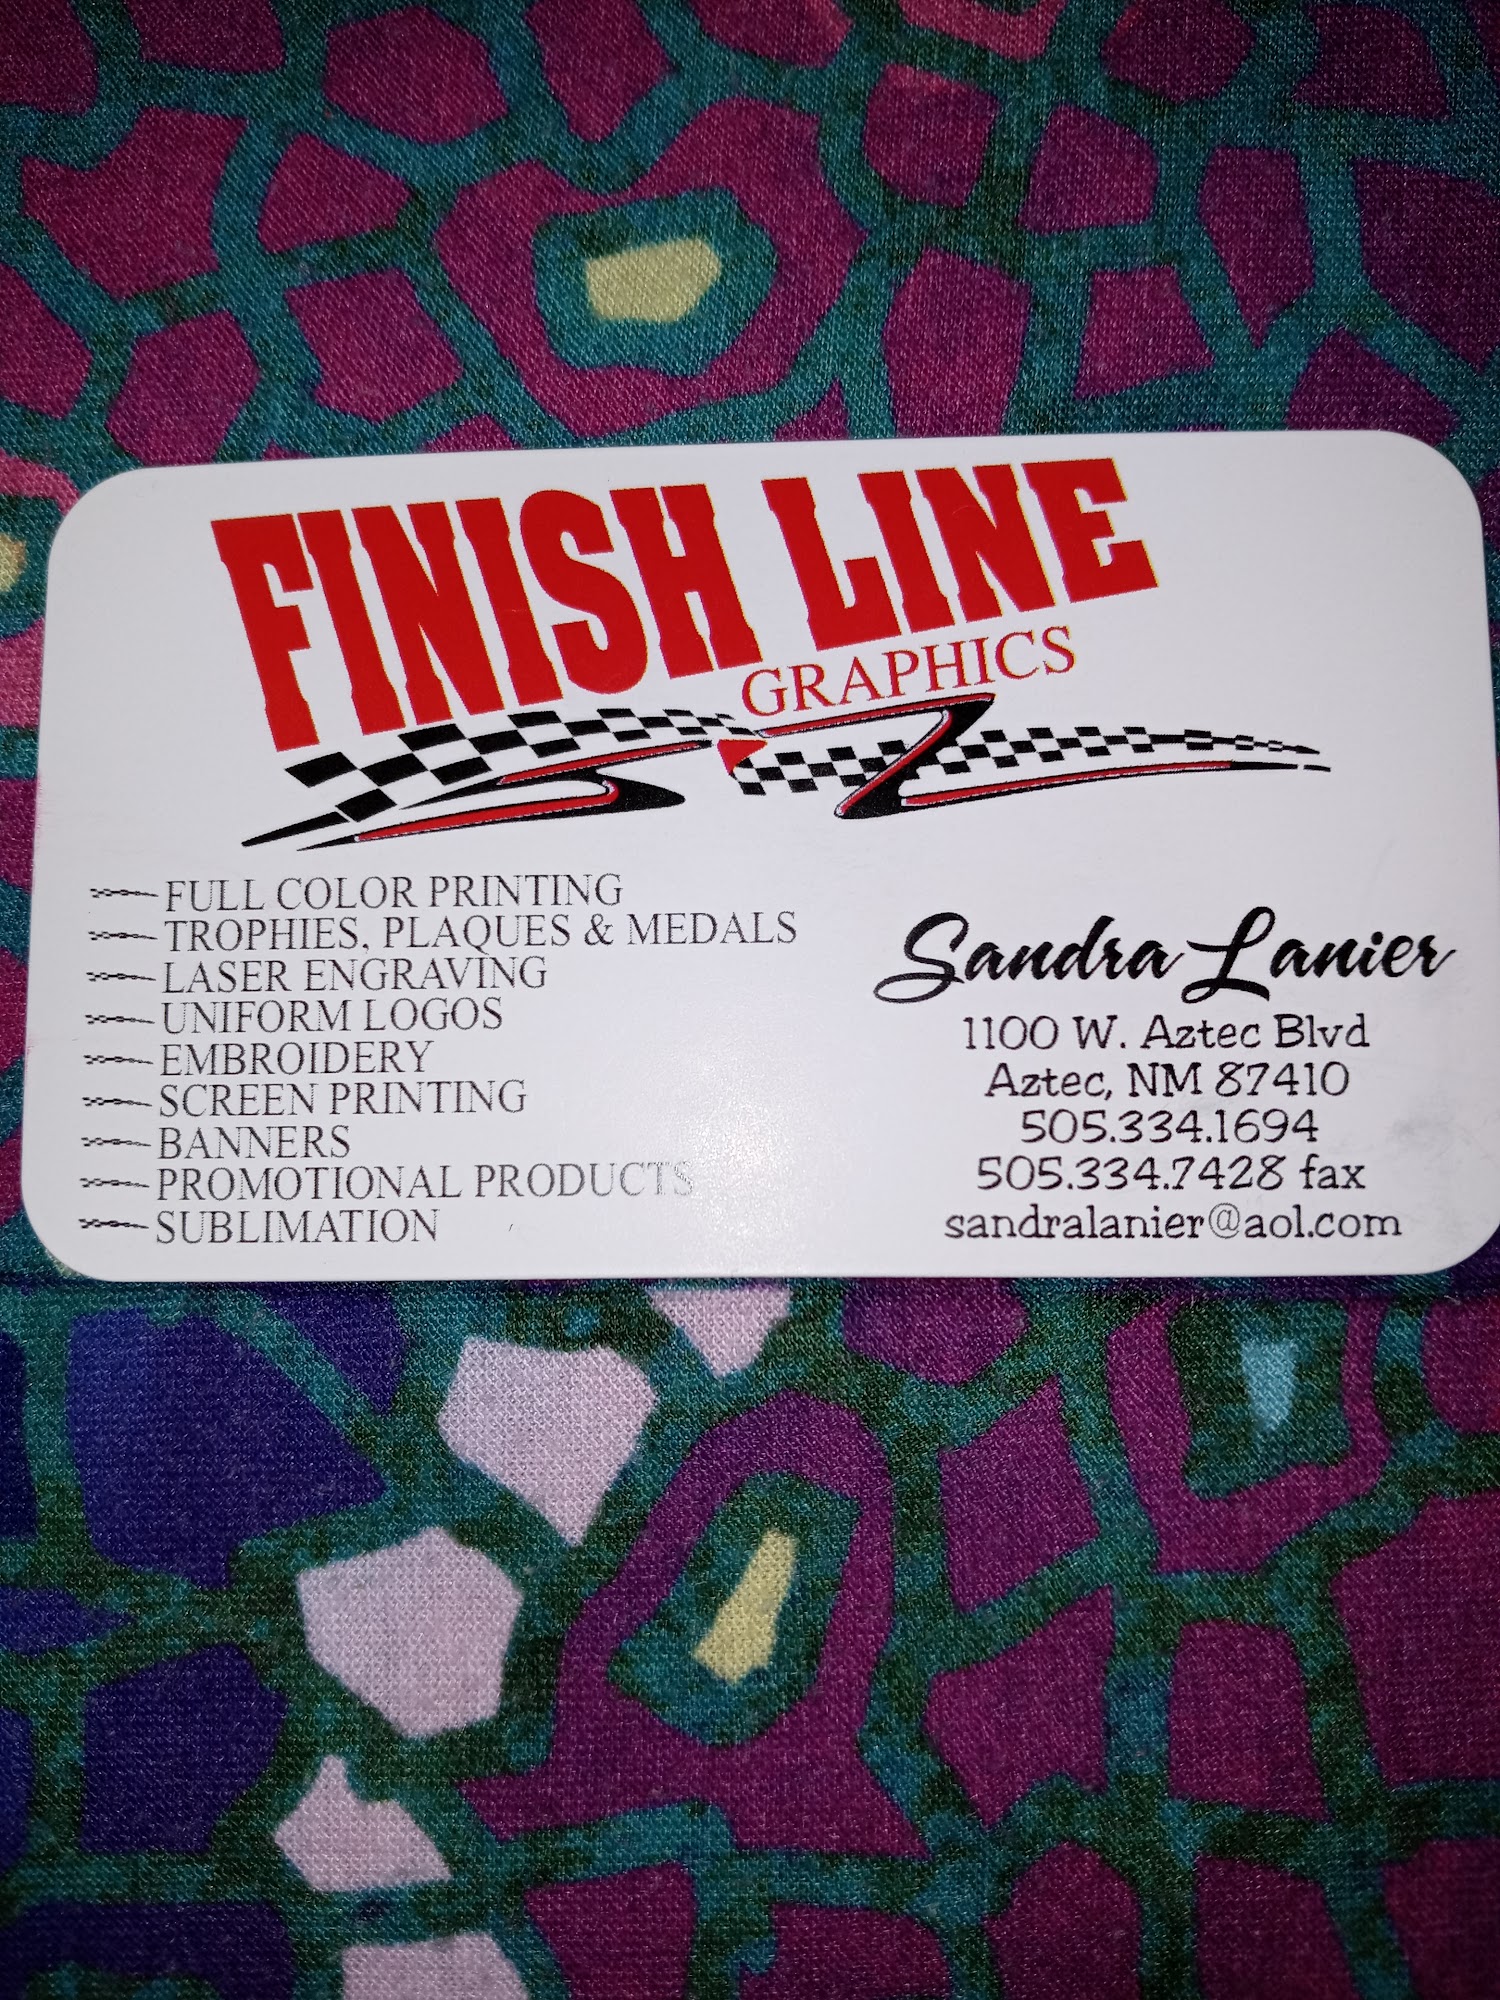 FINISH LINE
GRAPHICS
FULL COLOR PRINTING
TROPHIES, PLAQUES & MEDALS
LASER ENGRAVING
UNIFORM LOGOS
EMBROIDERY
SCREEN PRINTING
BANNERS
PROMOTIONAL PRODUCTS
SUBLIMATION
Sandra Lanier
1100 W. Aztec Blvd
Aztec, NM 87410
505.334.1694
505.334.7428 fax
sandralanier@aol.com